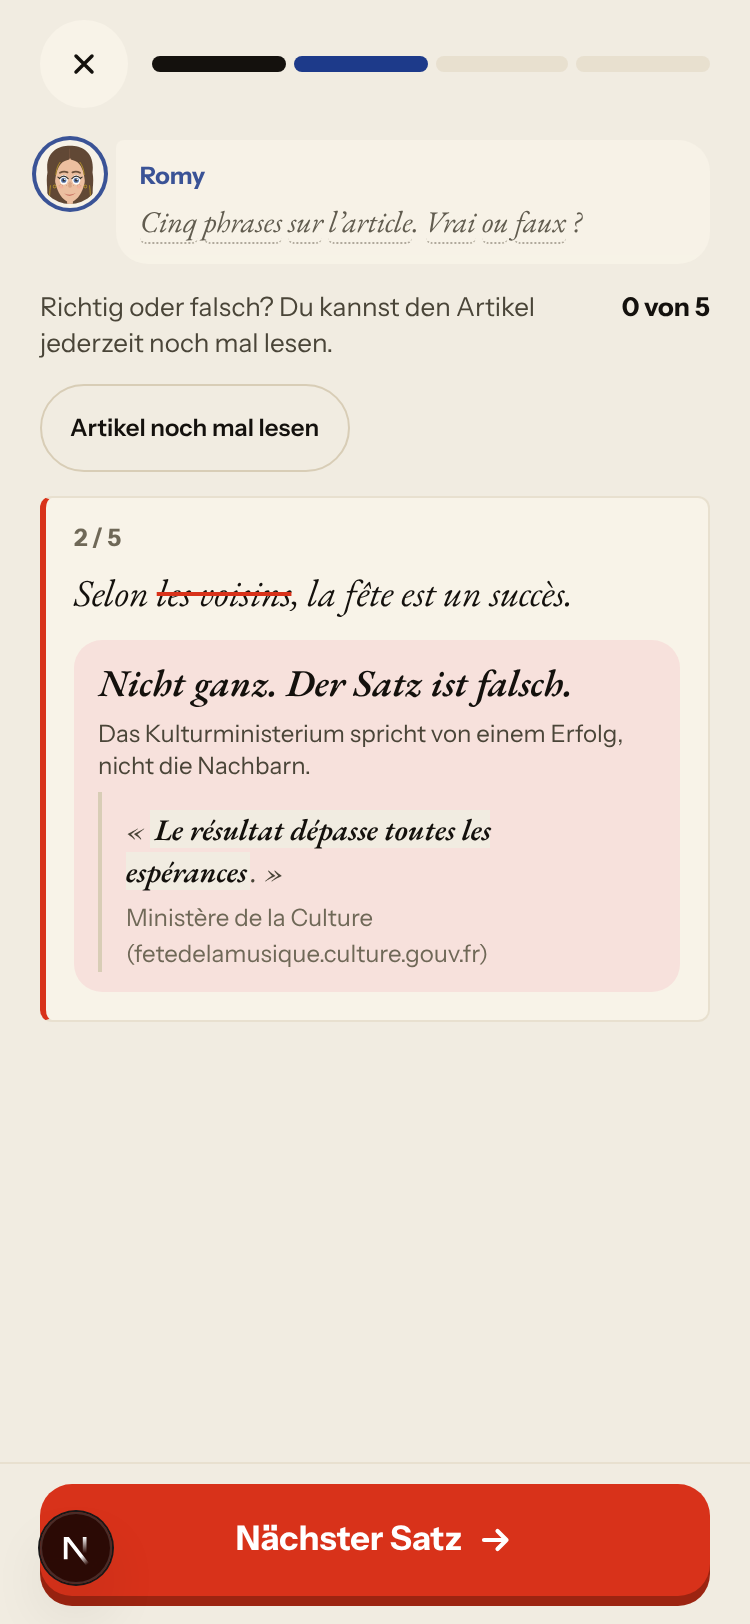 Romy
Cinq phrases sur l’article. Vrai ou faux ?
Richtig oder falsch? Du kannst den Artikel
jederzeit noch mal lesen.
0 von 5
Artikel noch mal lesen
2 / 5
Selon les voisins, la fête est un succès.
Nicht ganz. Der Satz ist falsch.
Das Kulturministerium spricht von einem Erfolg,
nicht die Nachbarn.
« Le résultat dépasse toutes les
espérances. »
Ministère de la Culture
(fetedelamusique.culture.gouv.fr)
Nächster Satz →
N